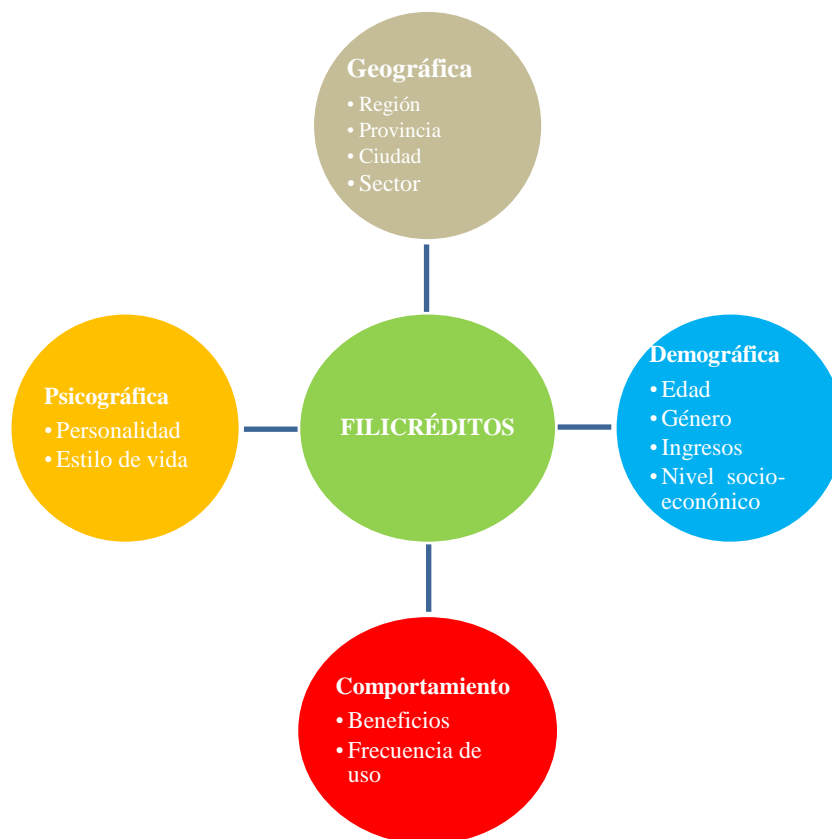 Geográfica
• Región
• Provincia
• Ciudad
• Sector
Psicográfica
• Personalidad
• Estilo de vida
FILICRÉDITOS
Demográfica
• Edad
• Género
• Ingresos
• Nivel socio-
econónico
Comportamiento
• Beneficios
• Frecuencia de
uso